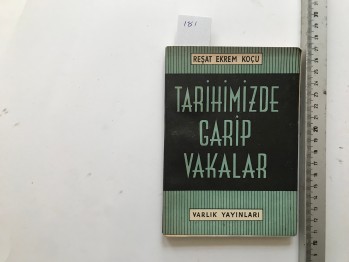 181
REŞAT EKREM KOÇU
TARİHİMİZDE
GARİP
VAKALAR
VARLIK YAYINLARI